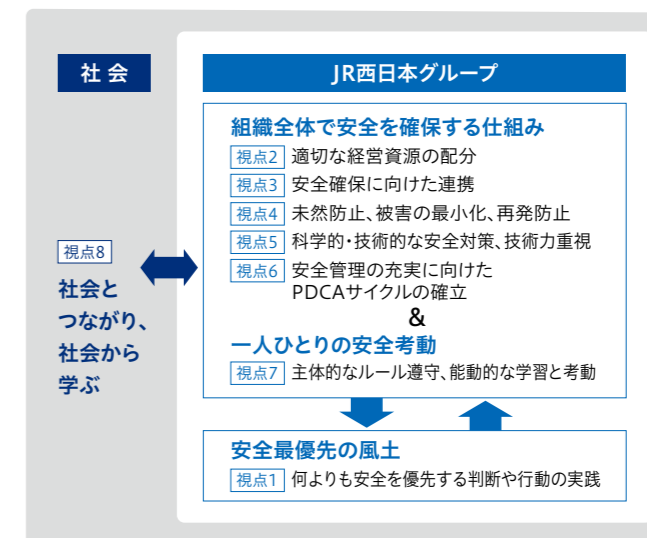 社会
JR西日本グループ
組織全体で安全を確保する仕組み
視点2 適切な経営資源の配分
視点3 安全確保に向けた連携
視点4 未然防止、被害の最小化、再発防止
視点5 科学的・技術的な安全対策、技術力重視
視点6 安全管理の充実に向けた
PDCAサイクルの確立
&
一人ひとりの安全考動
視点7 主体的なルール遵守、能動的な学習と考動
安全最優先の風土
視点1 何よりも安全を優先する判断や行動の実践
視点8
社会と
つながり、
社会から
学ぶ